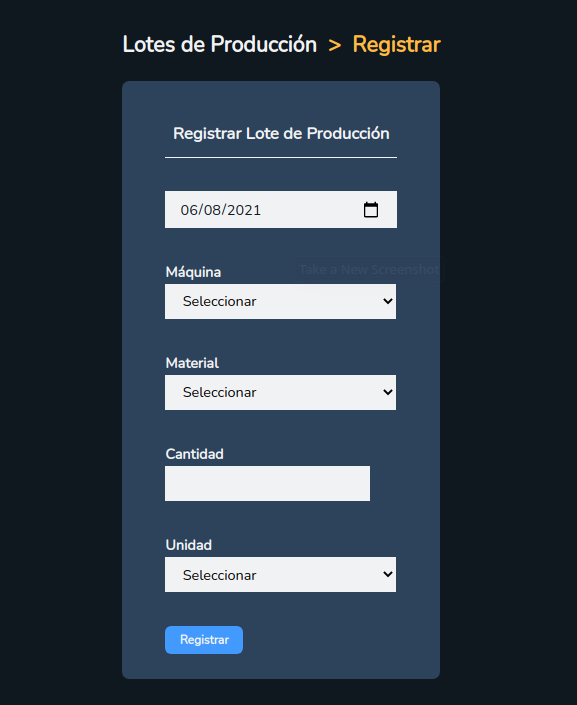 Lotes de Producción > Registrar
Registrar Lote de Producción
06/08/2021
Take a New Screenshot
Máquina
Seleccionar
Material
Seleccionar
Cantidad
Unidad
Seleccionar
Registrar